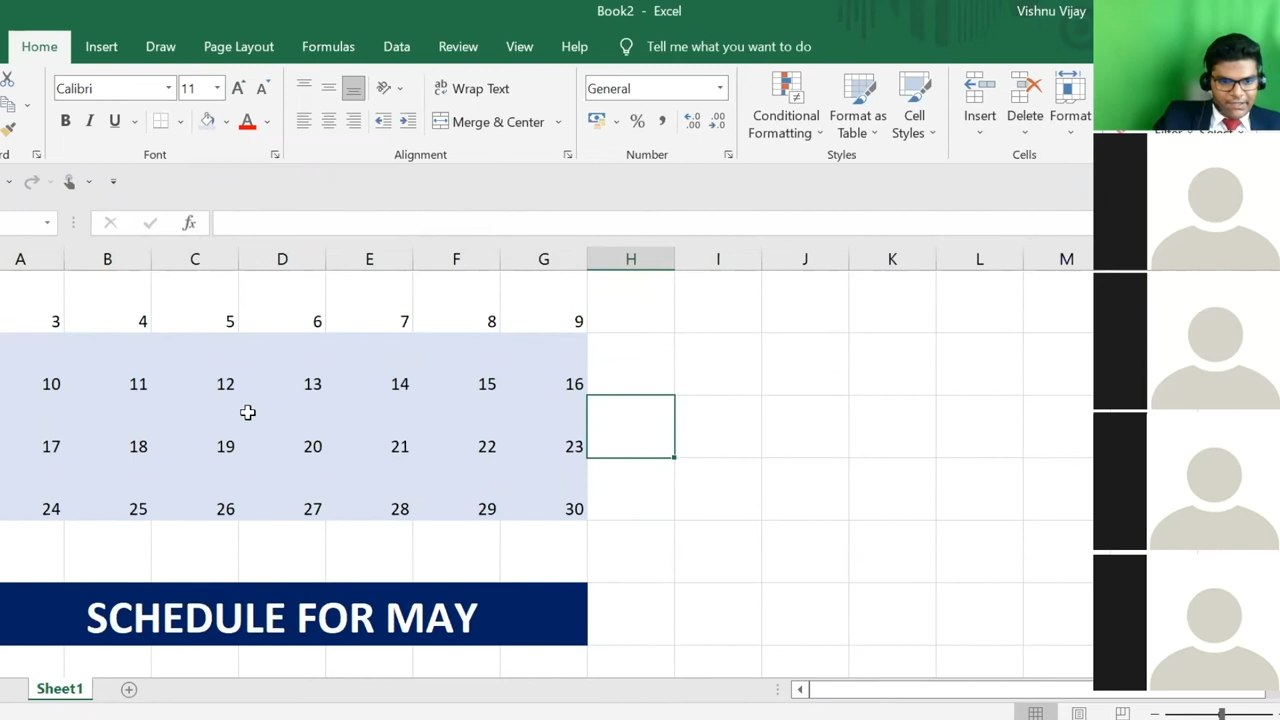 Book2 - Excel
Vishnu Vijay
Home Insert Draw Page Layout Formulas Data Review View Help Tell me what you want to do
Calibri 11 ab Wrap Text General Conditional Formatting Format as Table Cell Styles Insert Delete Format
B I U Merge & Center % ,
Font Alignment Number Styles Cells
fx
A B C D E F G H I J K L M
3 4 5 6 7 8 9
10 11 12 13 14 15 16
17 18 19 20 21 22 23
24 25 26 27 28 29 30
SCHEDULE FOR MAY
Sheet1